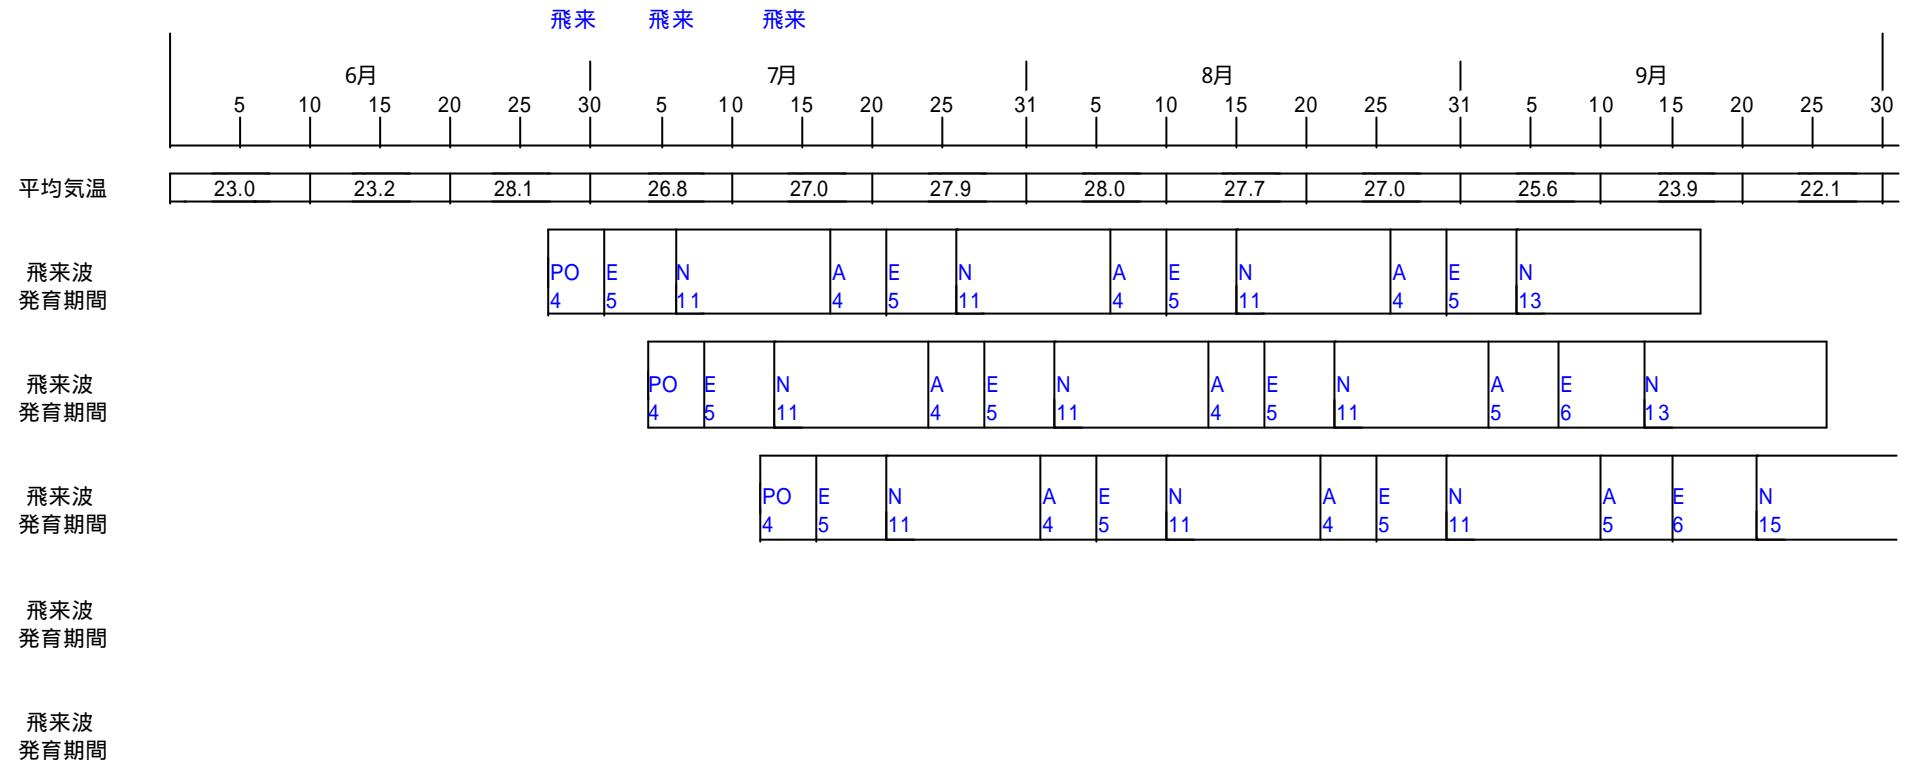 飛来 飛来 飛来
6月 7月 8月 9月
5 10 15 20 25 30 5 10 15 20 25 31 5 10 15 20 25 31 5 10 15 20 25 30
平均気温 23.0 23.2 28.1 26.8 27.0 27.9 28.0 27.7 27.0 25.6 23.9 22.1
飛来波 PO E N A E N A E N A E N
発育期間 4 5 11 4 5 11 4 5 11 4 5 13
飛来波 PO E N A E N A E N A E N
発育期間 4 5 11 4 5 11 4 5 11 5 6 13
飛来波 PO E N A E N A E N A E N
発育期間 4 5 11 4 5 11 4 5 11 5 6 15
飛来波
発育期間
飛来波
発育期間